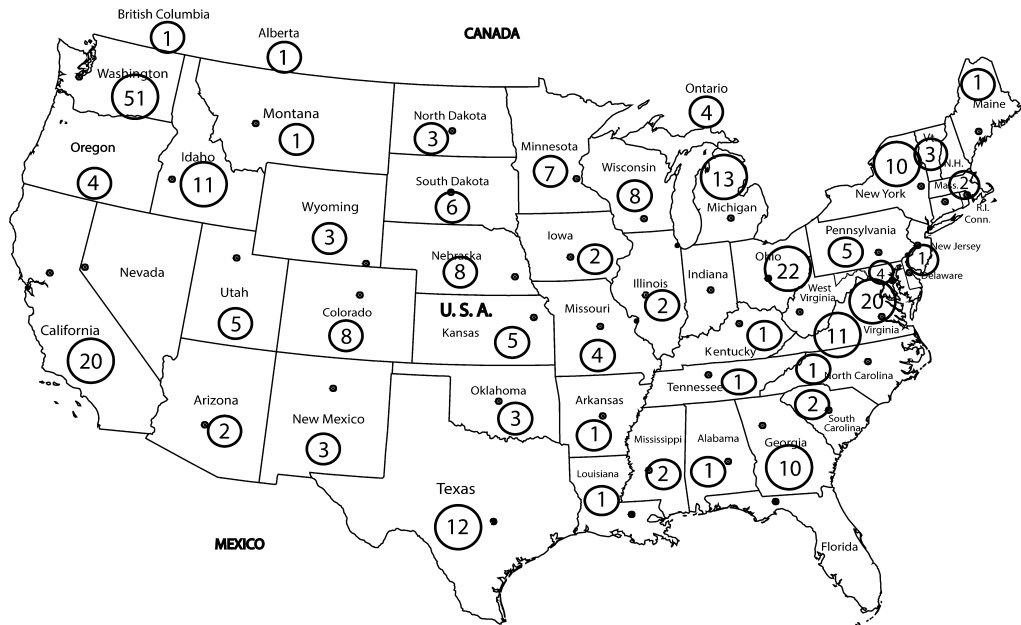 British Columbia
1
Alberta
1
CANADA
Washington
51
Montana
1
North Dakota
3
Minnesota
7
Ontario
4
1
Maine
Oregon
4
Idaho
11
South Dakota
6
Wisconsin
8
13
Michigan
10
New York
3
N.H.
Mass.
2
R.I.
Conn.
Wyoming
3
Nebraska
8
Iowa
2
Pennsylvania
5
New Jersey
1
Delaware
4
Nevada
Utah
5
Colorado
8
U. S. A.
Kansas
5
Missouri
4
Illinois
2
Indiana
Ohio
22
West
Virginia
20
Virginia
11
California
20
Kentucky
1
Tennessee
1
1
North Carolina
Arizona
2
New Mexico
3
Oklahoma
3
Arkansas
1
Mississippi
2
Alabama
1
Georgia
10
2
South
Carolina
Louisiana
1
Texas
12
MEXICO
Florida